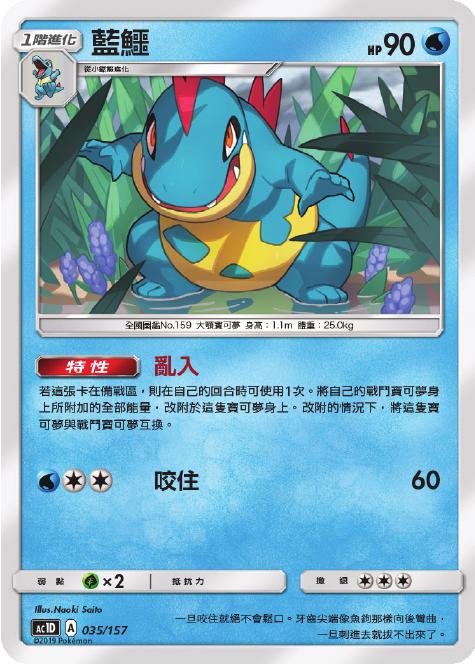 1階進化
藍鱷
HP90
從小鋸鱷進化
全國圖鑑No.159 大顎寶可夢 身高：1.1m 體重：25.0kg
特性 亂入
若這張卡在備戰區，則在自己的回合時可使用1次。將自己的戰鬥寶可夢身
上所附加的全部能量，改附於這隻寶可夢身上。改附的情況下，將這隻寶
可夢與戰鬥寶可夢互換。
咬住 60
弱點 ×2 抵抗力 撤退
Illus.Naoki Saito
AC1D A 035/157
©2019 Pokémon
一旦咬住就絕不會鬆口。牙齒尖端像魚鉤那樣向後彎曲，
一旦刺進去就拔不出來了。